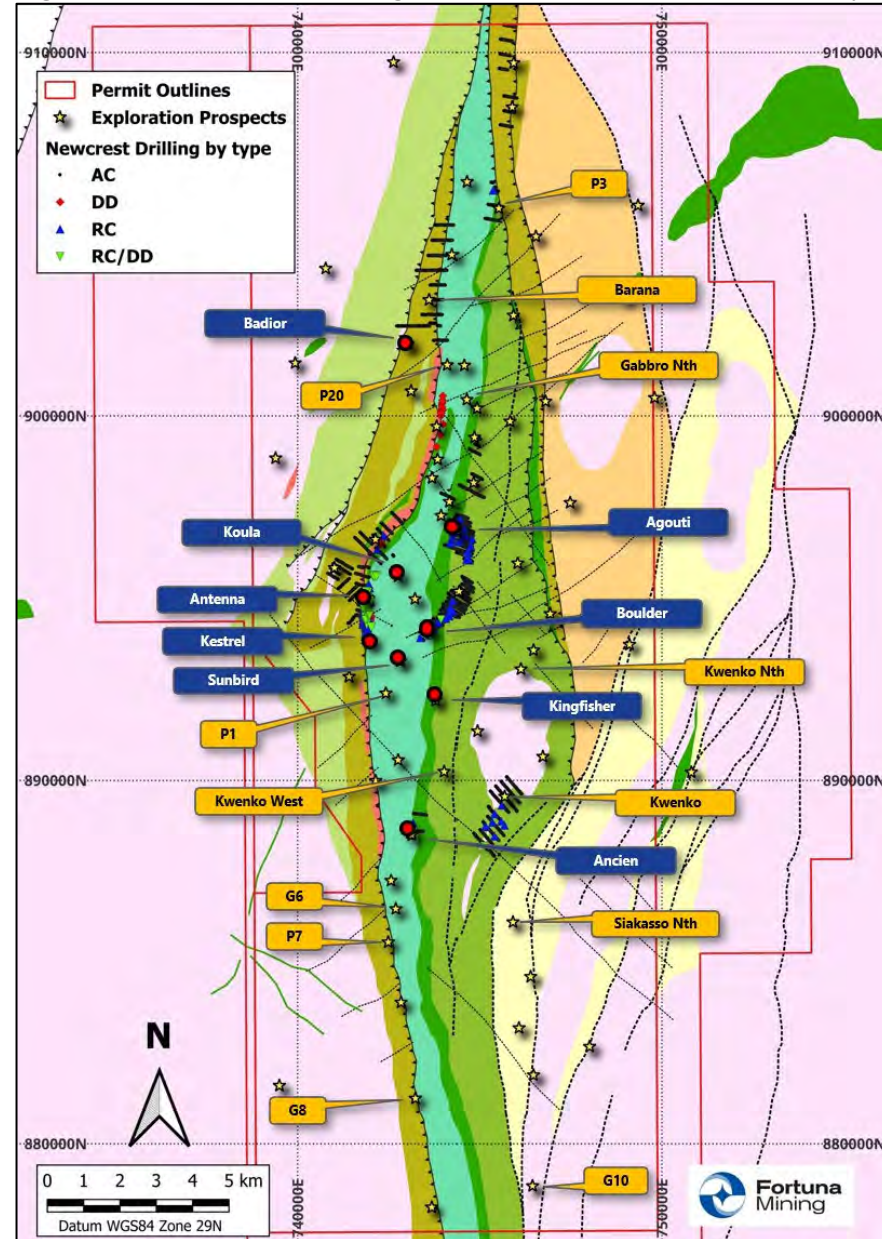 740000E
750000E
910000N
910000N
Permit Outlines
Exploration Prospects
Newcrest Drilling by type
AC
DD
RC
RC/DD
P3
Barana
Badior
Gabbro Nth
P20
900000N
900000N
Koula
Agouti
Antenna
Boulder
Kestrel
Kwenko Nth
Sunbird
Kingfisher
P1
890000N
890000N
Kwenko West
Kwenko
Ancien
G6
Siakasso Nth
P7
N
G8
880000N
880000N
G10
0 1 2 3 4 5 km
Datum WGS84 Zone 29N
740000E
750000E
Fortuna
Mining